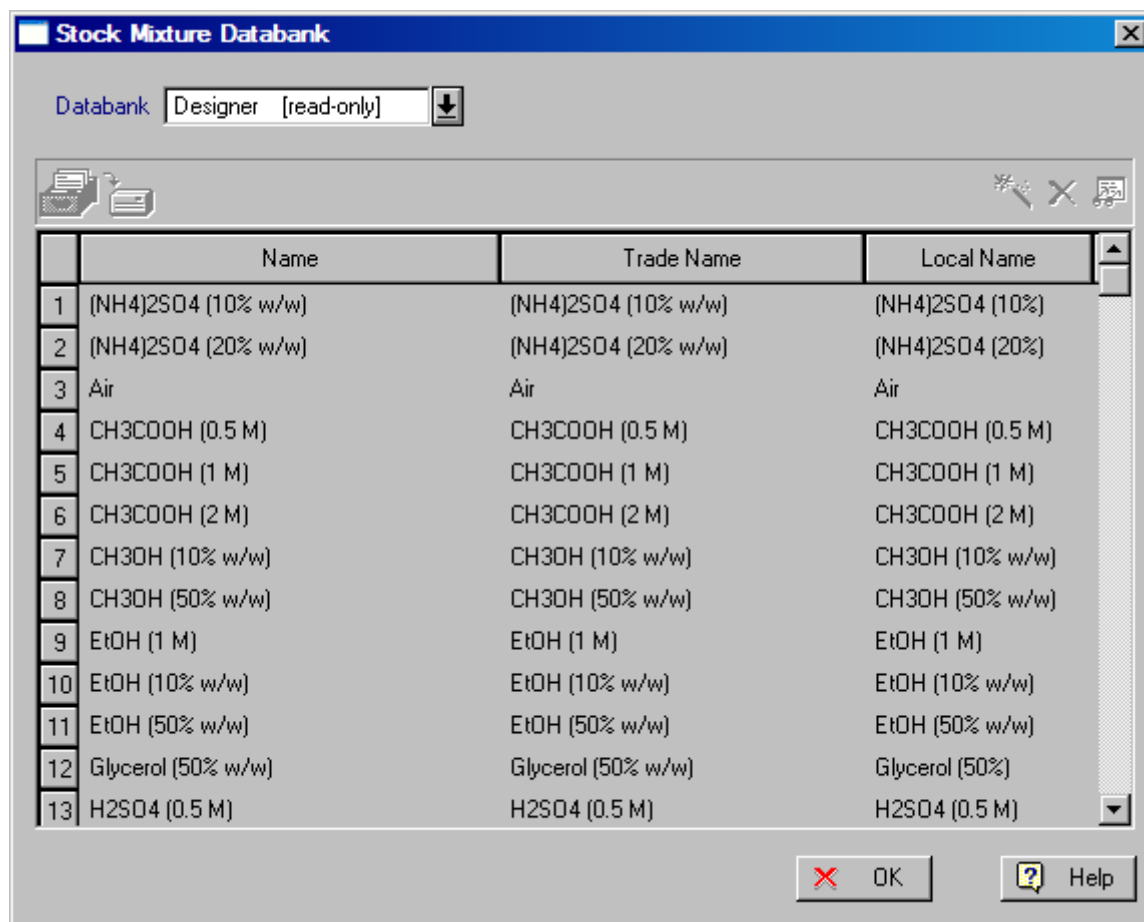 Stock Mixture Databank
Databank Designer [read-only]
Name Trade Name Local Name
1 (NH4)2SO4 (10% w/w) (NH4)2SO4 (10% w/w) (NH4)2SO4 (10%)
2 (NH4)2SO4 (20% w/w) (NH4)2SO4 (20% w/w) (NH4)2SO4 (20%)
3 Air Air Air
4 CH3COOH (0.5 M) CH3COOH (0.5 M) CH3COOH (0.5 M)
5 CH3COOH (1 M) CH3COOH (1 M) CH3COOH (1 M)
6 CH3COOH (2 M) CH3COOH (2 M) CH3COOH (2 M)
7 CH3OH (10% w/w) CH3OH (10% w/w) CH3OH (10% w/w)
8 CH3OH (50% w/w) CH3OH (50% w/w) CH3OH (50% w/w)
9 EtOH (1 M) EtOH (1 M) EtOH (1 M)
10 EtOH (10% w/w) EtOH (10% w/w) EtOH (10% w/w)
11 EtOH (50% w/w) EtOH (50% w/w) EtOH (50% w/w)
12 Glycerol (50% w/w) Glycerol (50% w/w) Glycerol (50%)
13 H2SO4 (0.5 M) H2SO4 (0.5 M) H2SO4 (0.5 M)
OK Help